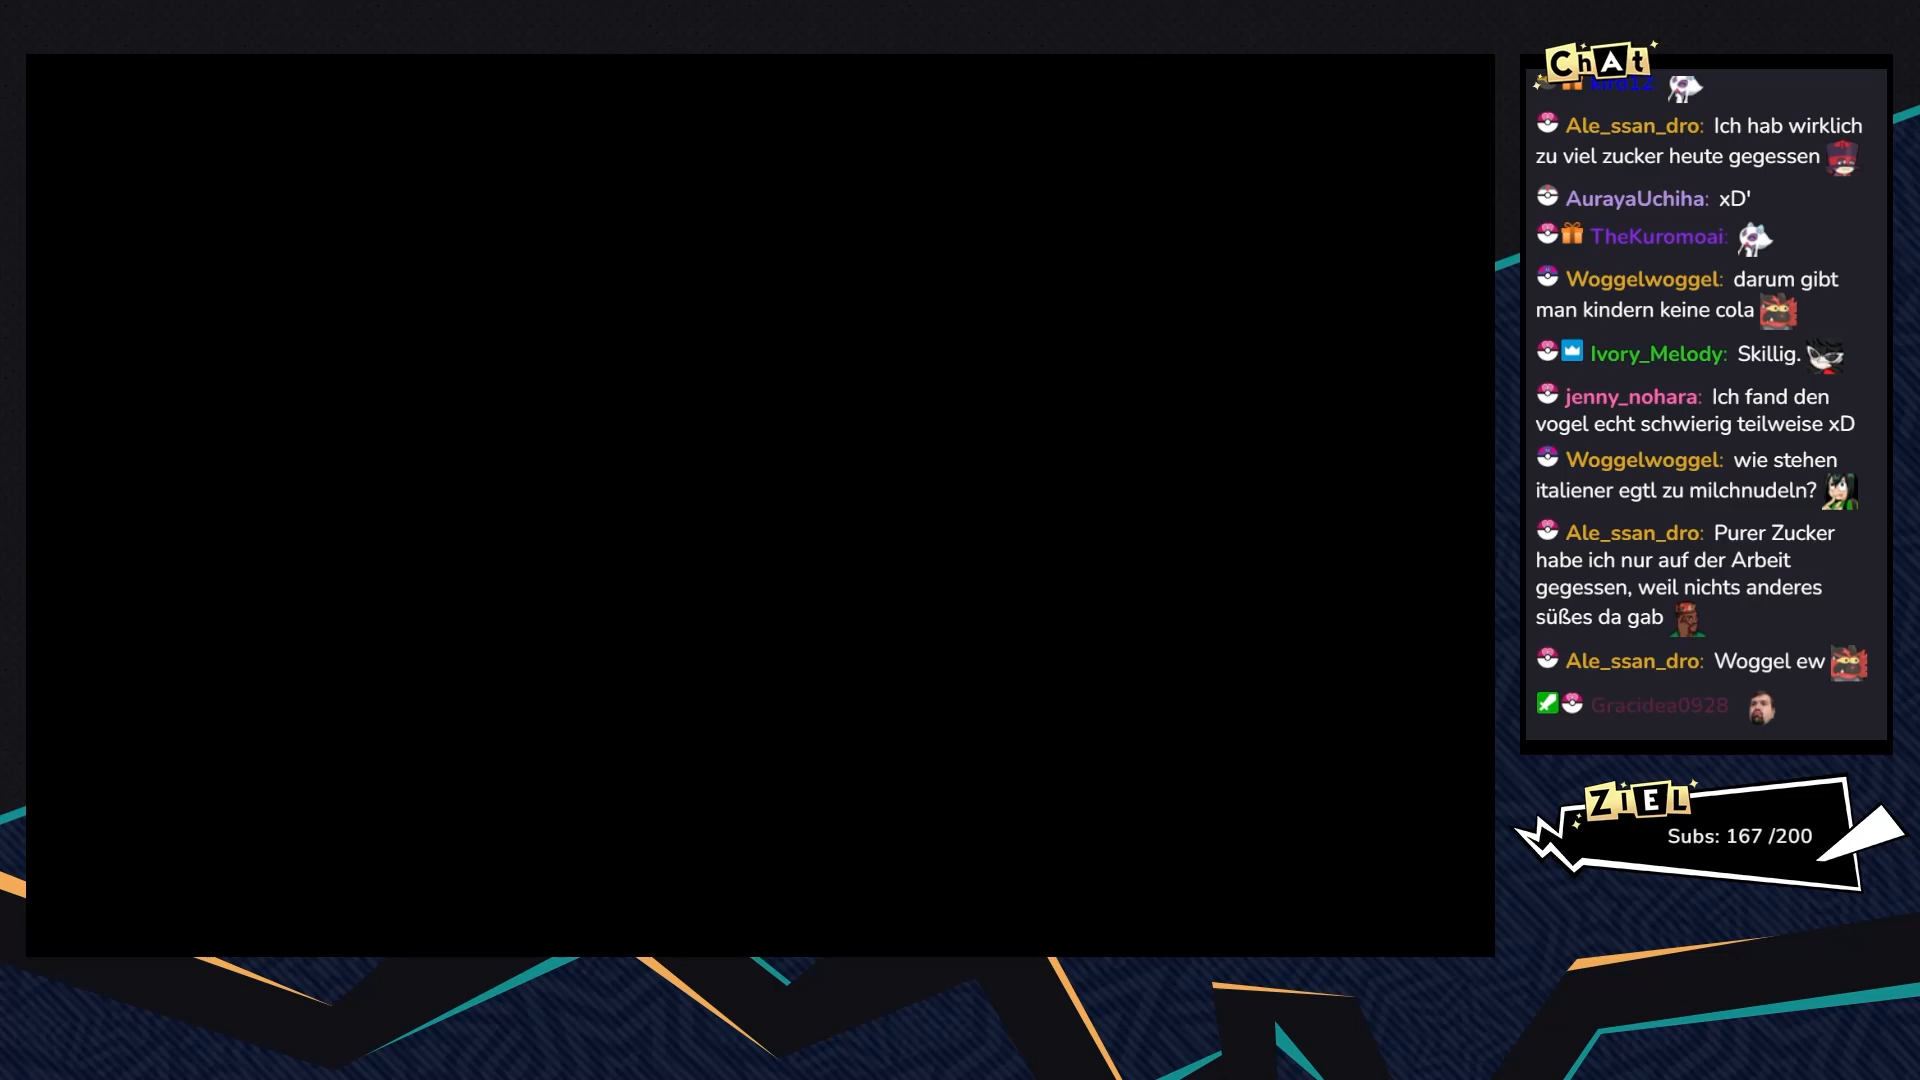 ChAt
Ale_ssan_dro: Ich hab wirklich
zu viel zucker heute gegessen
AurayaUchiha: xD'
TheKuromoai:
Woggelwoggel: darum gibt
man kindern keine cola
Ivory_Melody: Skillig.
jenny_nohara: Ich fand den
vogel echt schwierig teilweise xD
Woggelwoggel: wie stehen
italiener egtl zu milchnudeln?
Ale_ssan_dro: Purer Zucker
habe ich nur auf der Arbeit
gegessen, weil nichts anderes
süßes da gab
Ale_ssan_dro: Woggel ew
Gracidea0928
ZIEL
Subs: 167 /200